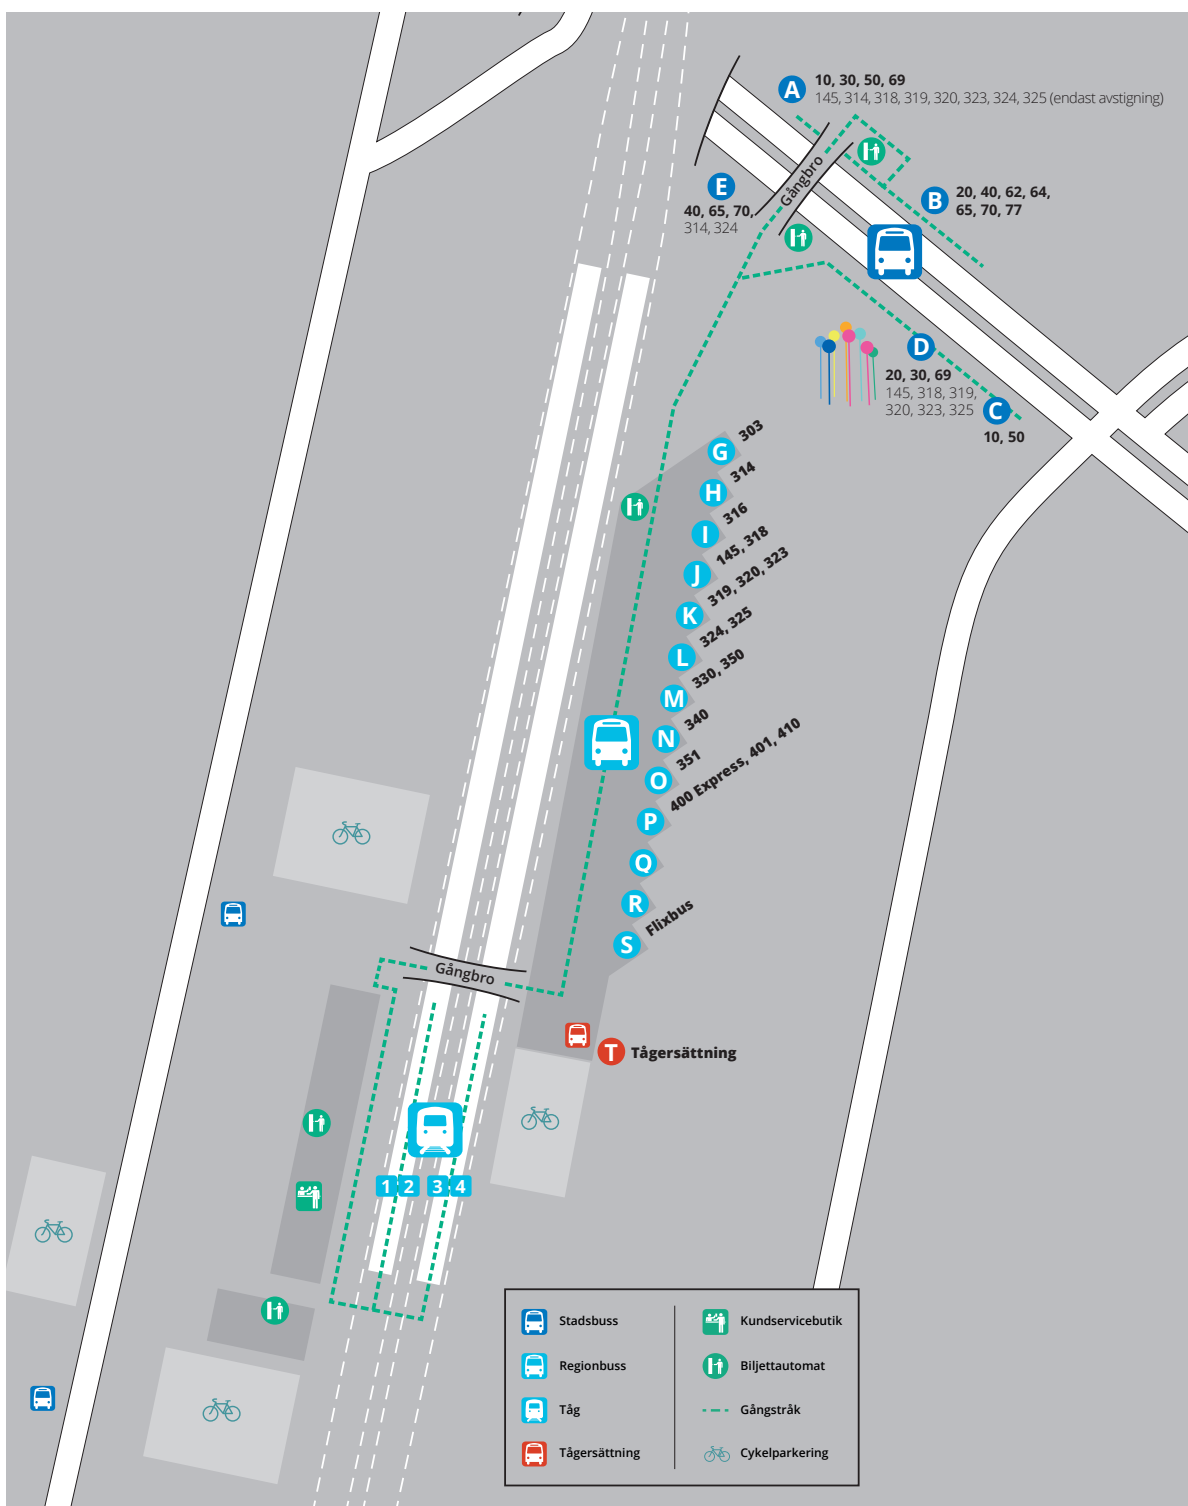 A
10, 30, 50, 69
145, 314, 318, 319, 320, 323, 324, 325 (endast avstigning)
Gångbro
E
40, 65, 70,
314, 324
B
20, 40, 62, 64,
65, 70, 77
D
20, 30, 69
145, 318, 319,
320, 323, 325
C
10, 50
G
303
H
314
I
316
J
145, 318
K
319, 320, 323
L
324, 325
M
330, 350
N
340
O
351
P
400 Express, 401, 410
Q
R
S
Flixbus
Gångbro
T
Tågersättning
1
2
3
4
Stadsbuss
Regionbuss
Tåg
Tågersättning
Kundservicebutik
Biljettautomat
Gångstråk
Cykelparkering